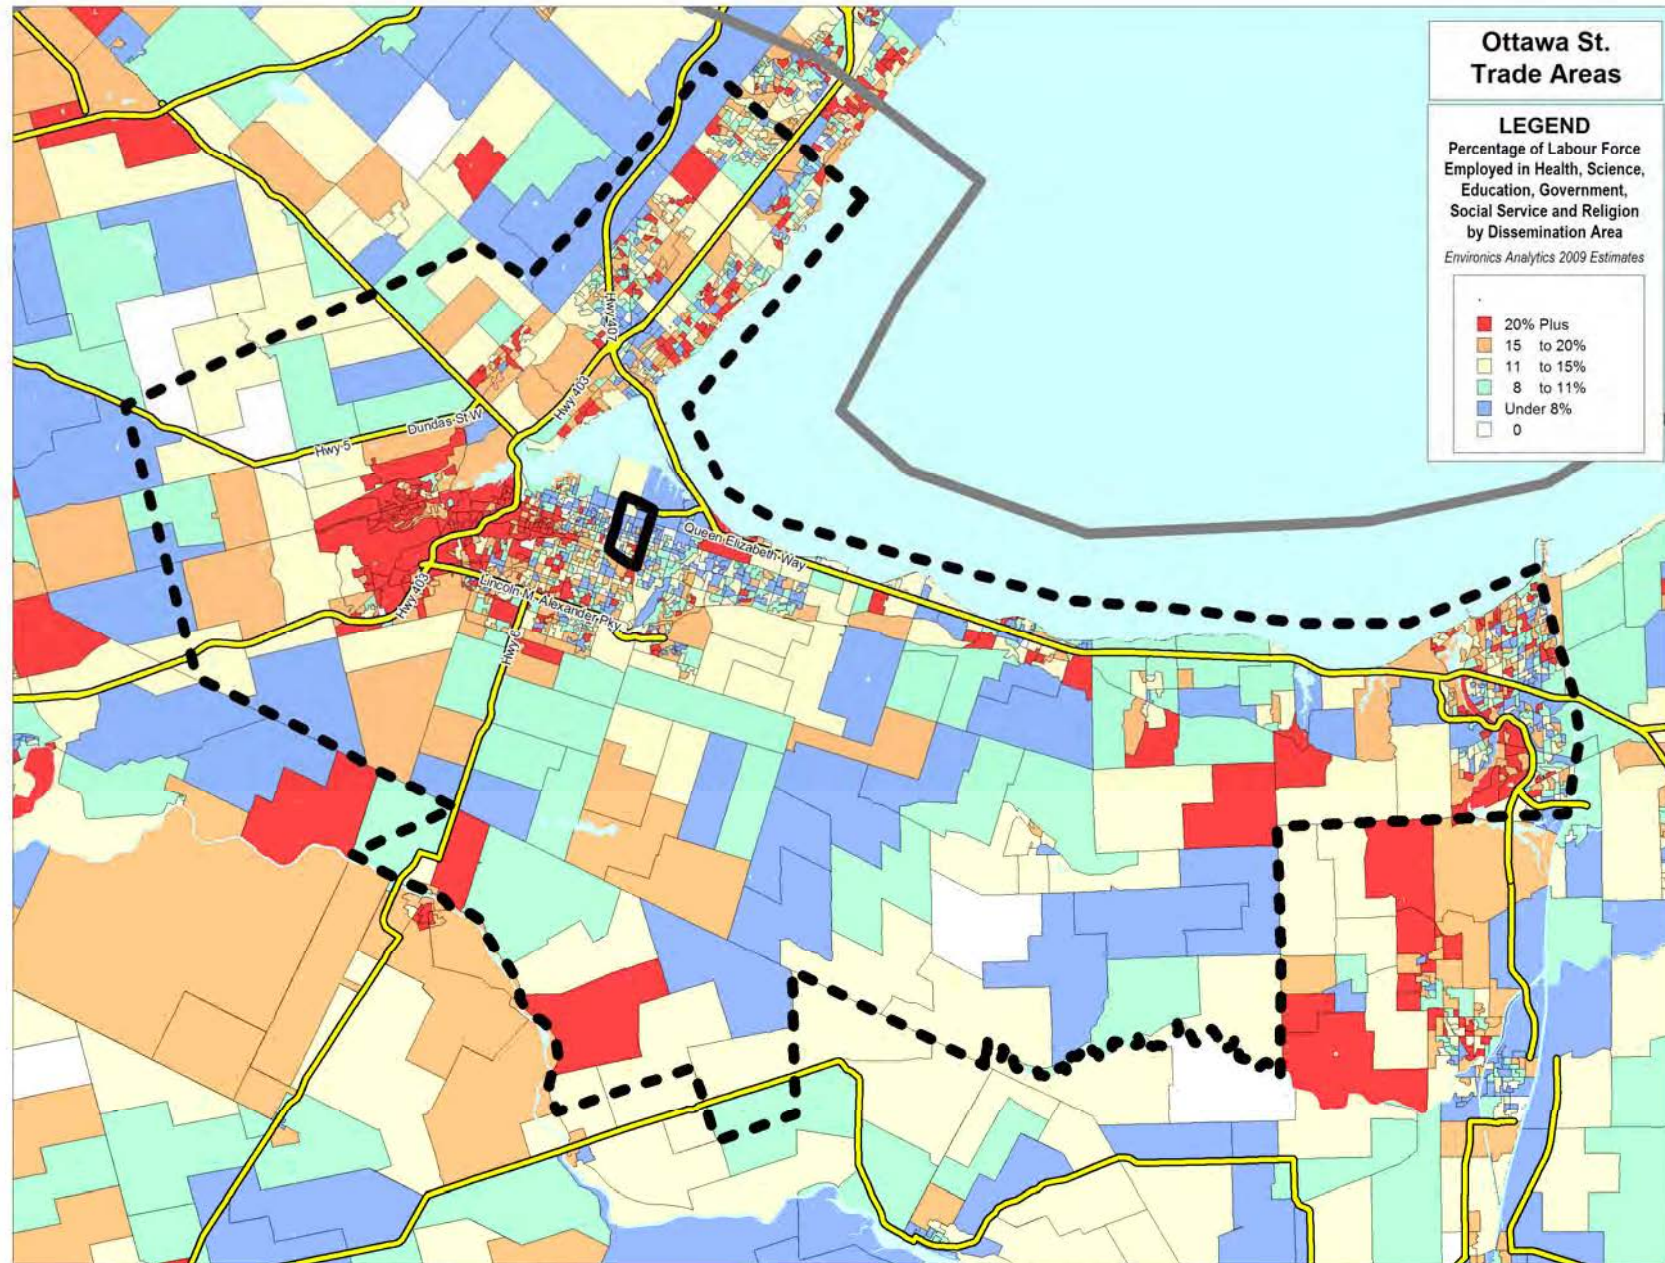 Ottawa St.
Trade Areas
LEGEND
Percentage of Labour Force
Employed in Health, Science,
Education, Government,
Social Service and Religion
by Dissemination Area
Environics Analytics 2009 Estimates
20% Plus
15 to 20%
11 to 15%
8 to 11%
Under 8%
0
Hwy 407
Hwy 403
Dundas St W
Hwy 5
Queen Elizabeth Way
Hwy 403
Lincoln M. Alexander Pky
Hwy 6